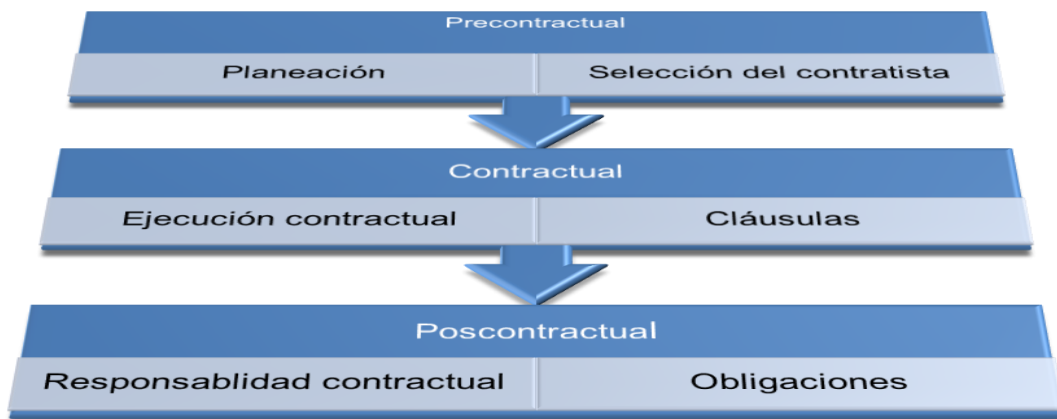 Precontractual
Planeación
Selección del contratista
Contractual
Ejecución contractual
Cláusulas
Poscontractual
Responsablidad contractual
Obligaciones